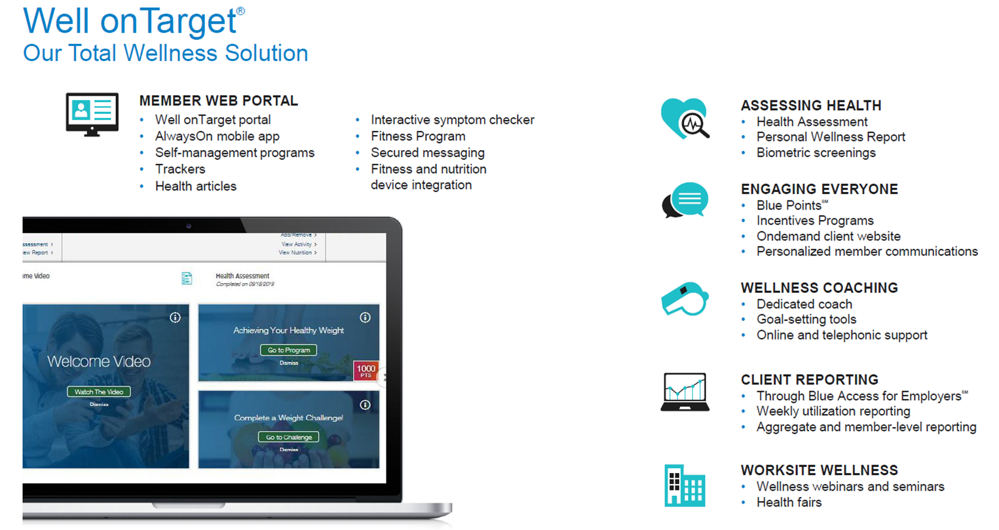 Well onTarget®
Our Total Wellness Solution
MEMBER WEB PORTAL
• Well onTarget portal
• AlwaysOn mobile app
• Self-management programs
• Trackers
• Health articles
• Interactive symptom checker
• Fitness Program
• Secured messaging
• Fitness and nutrition
device integration
Add/Remove >
ssessment >
View Activity >
iew Report >
View Nutrition >
me Video
Health Assessment
Completed on 09/18/2019
Welcome Video
Watch The Video
Dismiss
Achieving Your Healthy Weight
Go to Program
Dismiss
1000
PTS
Complete a Weight Challenge!
Go to Challenge
Dismiss
ASSESSING HEALTH
• Health Assessment
• Personal Wellness Report
• Biometric screenings
ENGAGING EVERYONE
• Blue Points℠
• Incentives Programs
• Ondemand client website
• Personalized member communications
WELLNESS COACHING
• Dedicated coach
• Goal-setting tools
• Online and telephonic support
CLIENT REPORTING
• Through Blue Access for Employers℠
• Weekly utilization reporting
• Aggregate and member-level reporting
WORKSITE WELLNESS
• Wellness webinars and seminars
• Health fairs